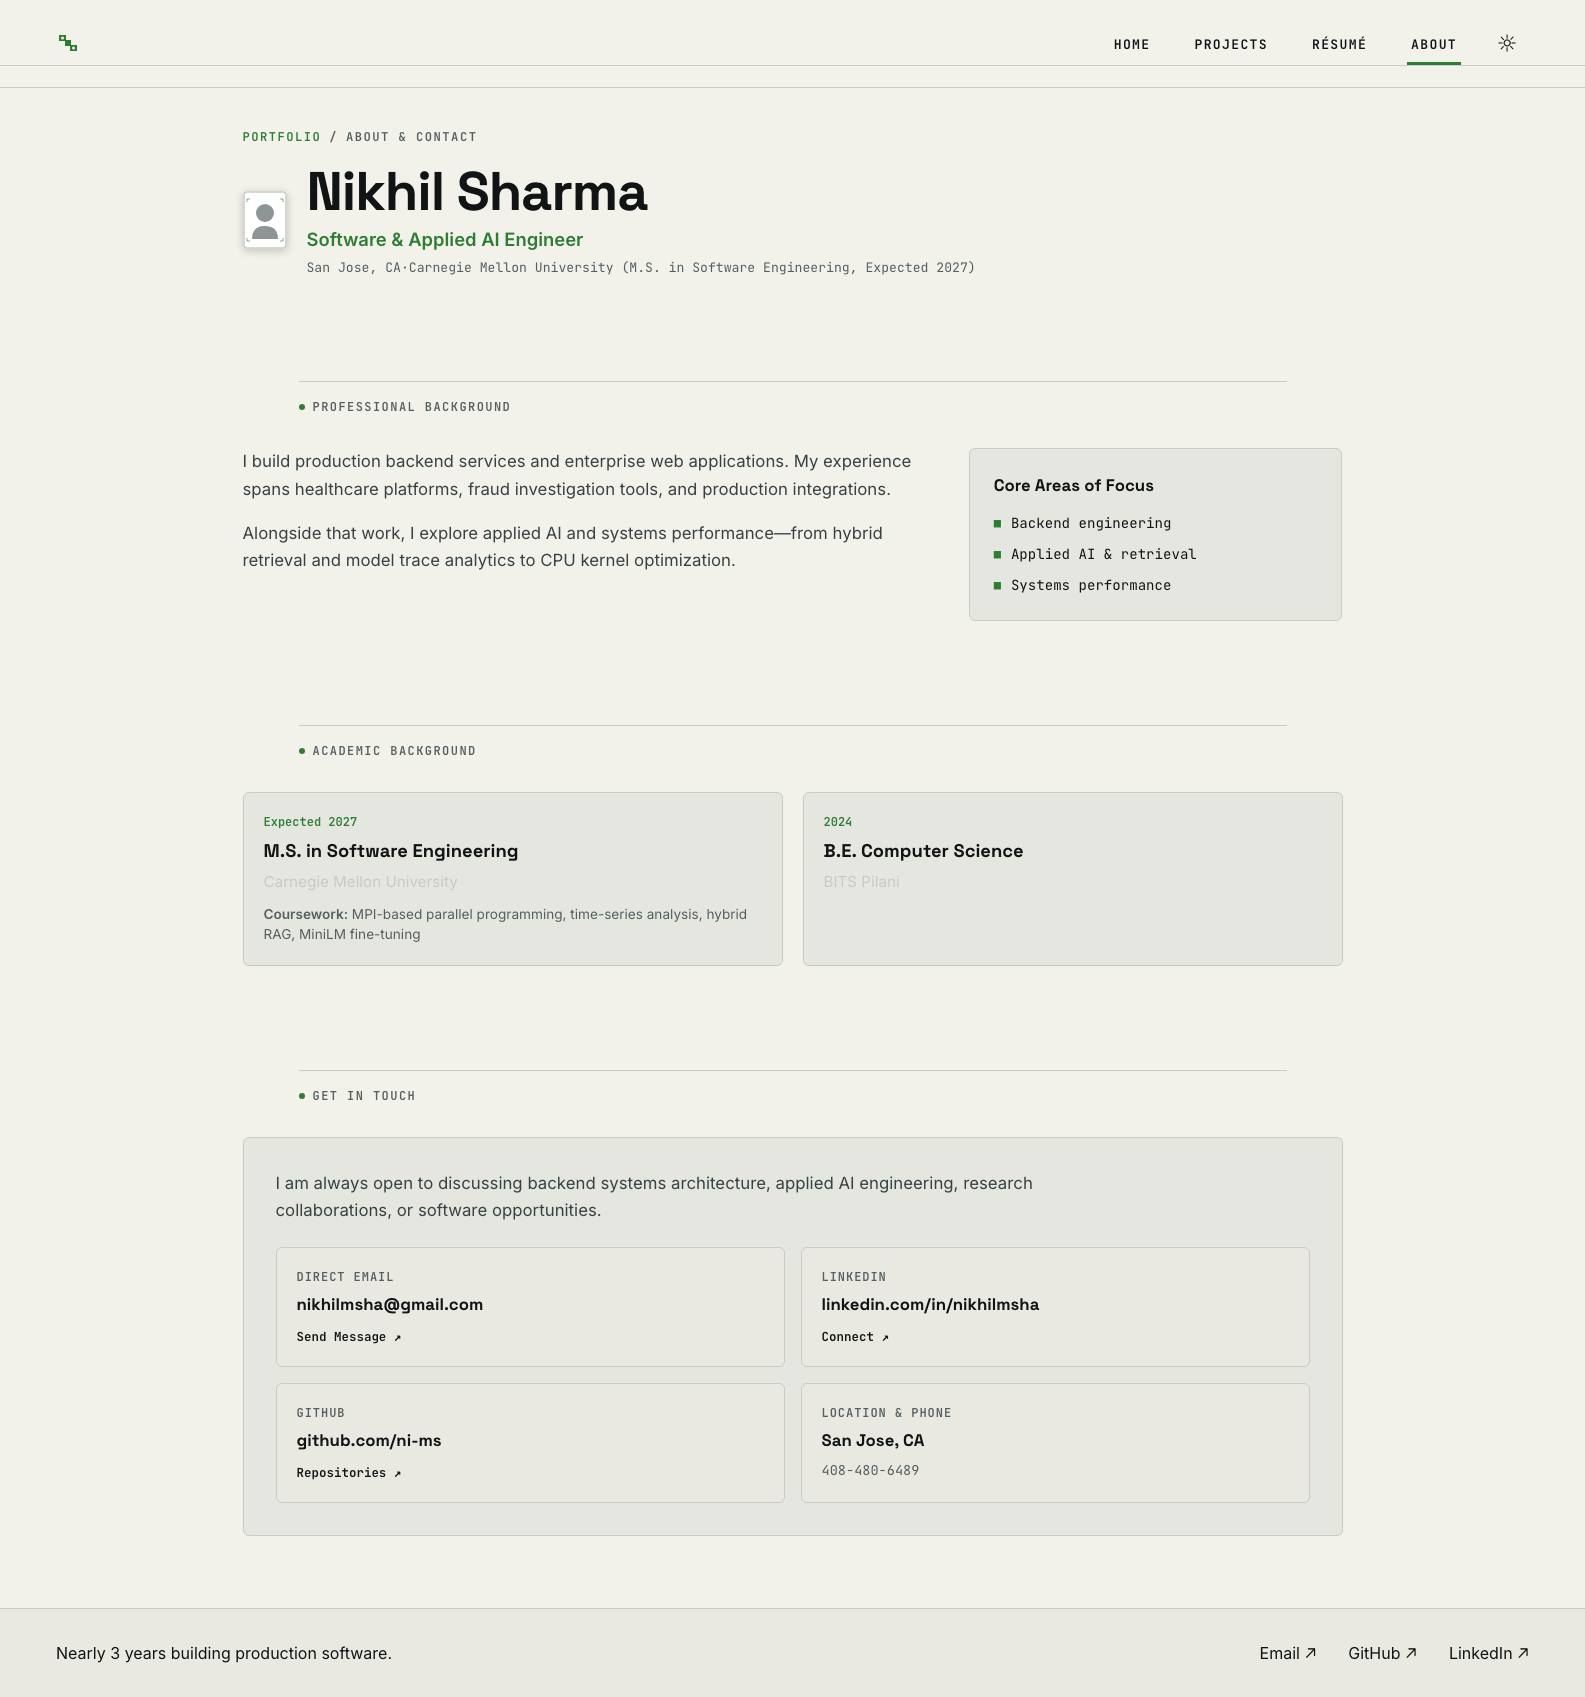 HOME PROJECTS RÉSUMÉ ABOUT
PORTFOLIO / ABOUT & CONTACT
Nikhil Sharma
Software & Applied AI Engineer
San Jose, CA·Carnegie Mellon University (M.S. in Software Engineering, Expected 2027)
PROFESSIONAL BACKGROUND
I build production backend services and enterprise web applications. My experience
spans healthcare platforms, fraud investigation tools, and production integrations.
Alongside that work, I explore applied AI and systems performance—from hybrid
retrieval and model trace analytics to CPU kernel optimization.
Core Areas of Focus
Backend engineering
Applied AI & retrieval
Systems performance
ACADEMIC BACKGROUND
Expected 2027
M.S. in Software Engineering
Carnegie Mellon University
Coursework: MPI-based parallel programming, time-series analysis, hybrid
RAG, MiniLM fine-tuning
2024
B.E. Computer Science
BITS Pilani
GET IN TOUCH
I am always open to discussing backend systems architecture, applied AI engineering, research
collaborations, or software opportunities.
DIRECT EMAIL
nikhilmsha@gmail.com
Send Message ↗
LINKEDIN
linkedin.com/in/nikhilmsha
Connect ↗
GITHUB
github.com/ni-ms
Repositories ↗
LOCATION & PHONE
San Jose, CA
408-480-6489
Nearly 3 years building production software.
Email ↗ GitHub ↗ LinkedIn ↗